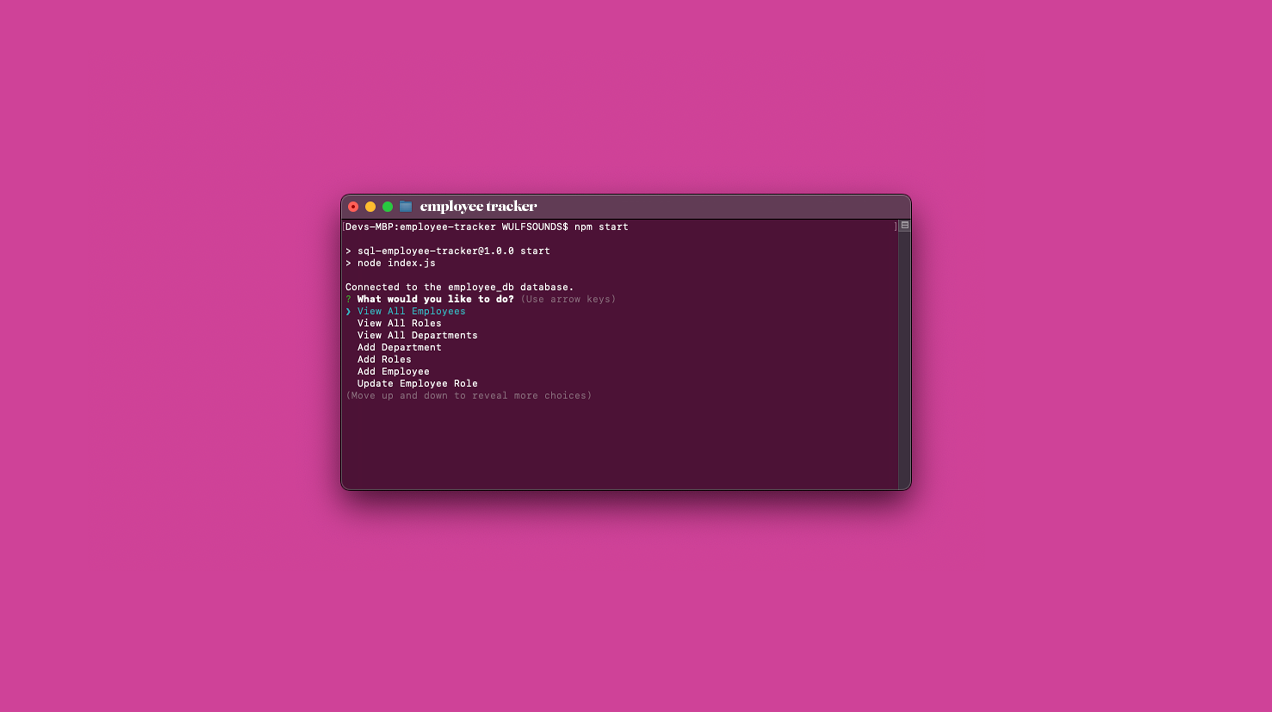 employee tracker
[Devs-MBP:employee-tracker WULFSOUNDS$ npm start ]
> sql-employee-tracker@1.0.0 start
> node index.js
Connected to the employee_db database.
? What would you like to do? (Use arrow keys)
❯ View All Employees
View All Roles
View All Departments
Add Department
Add Roles
Add Employee
Update Employee Role
(Move up and down to reveal more choices)